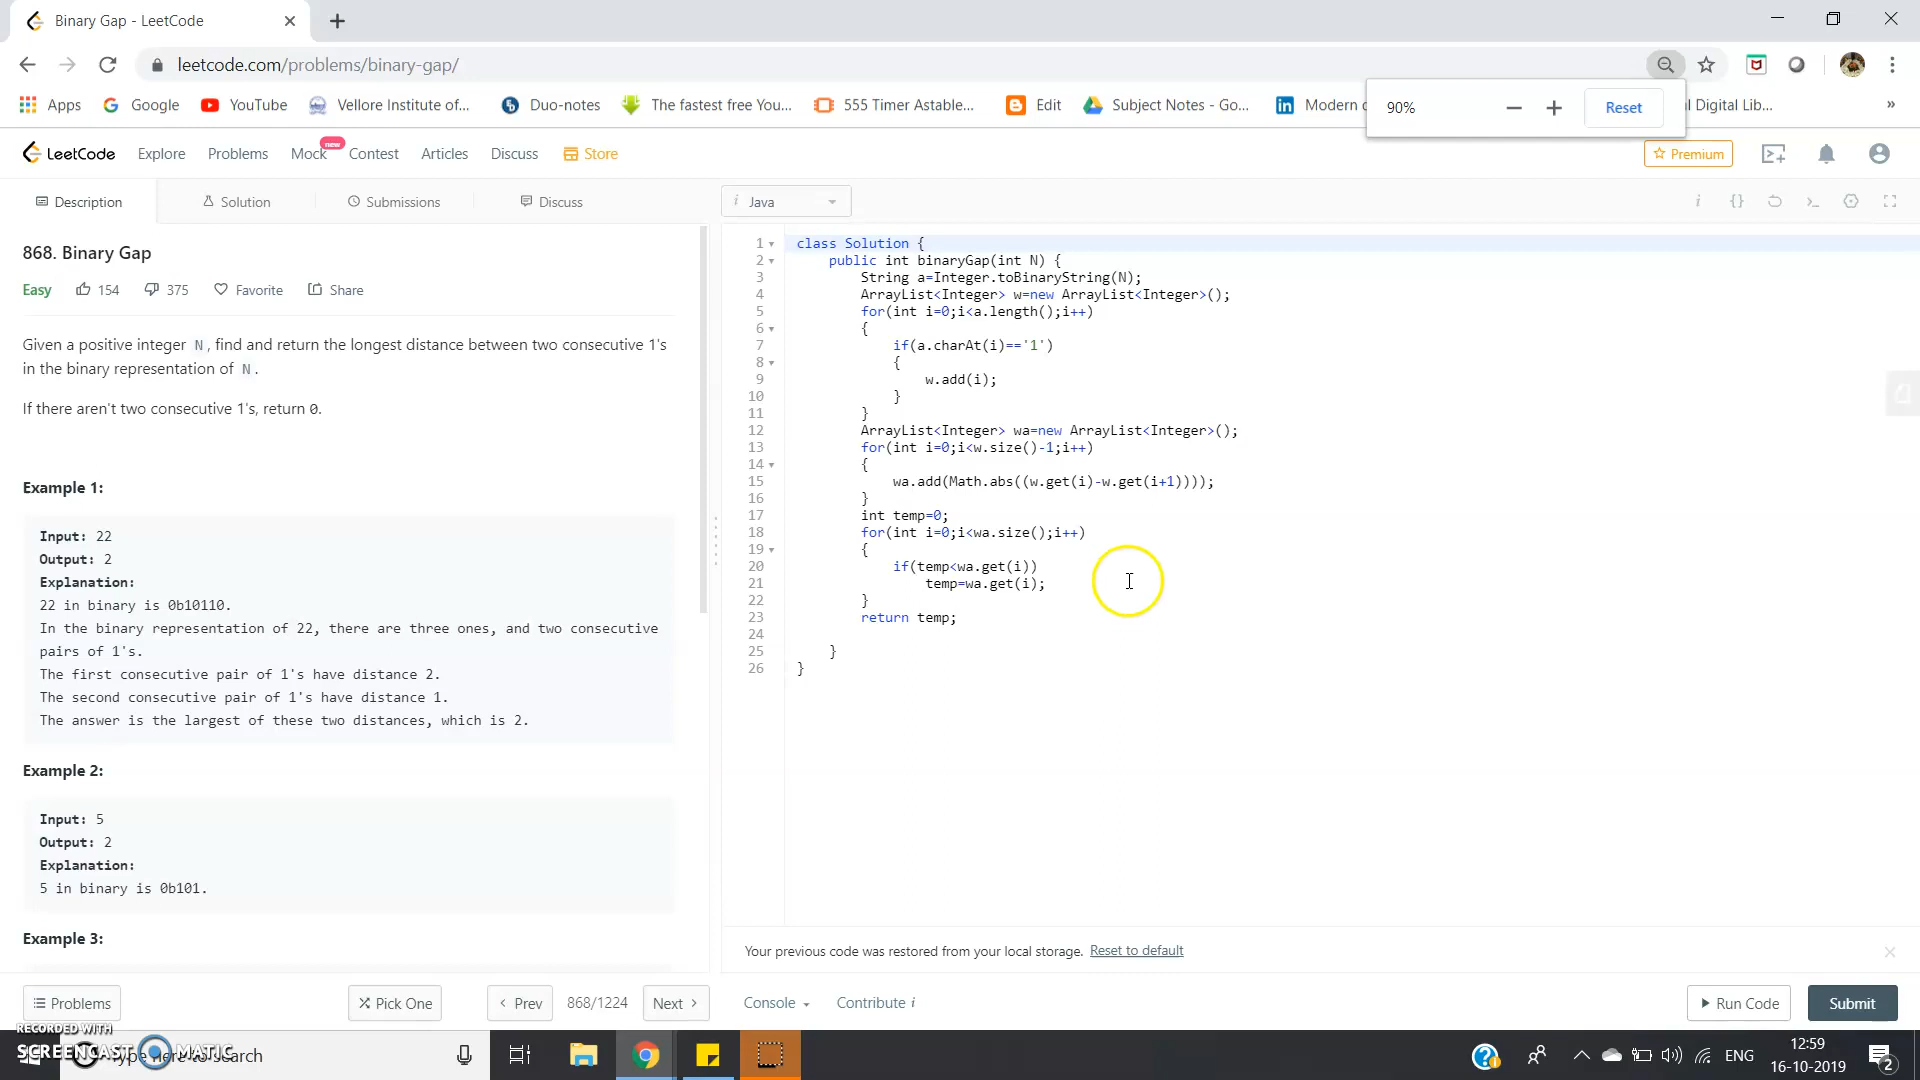 Binary Gap - LeetCode
leetcode.com/problems/binary-gap/
Apps Google YouTube Vellore Institute of... Duo-notes The fastest free You... 555 Timer Astable... Edit Subject Notes - Go... Modern l Digital Lib... »
90% Reset
LeetCode Explore Problems Mock new Contest Articles Discuss Store Premium
Description Solution Submissions Discuss
i Java
868. Binary Gap
Easy 154 375 Favorite Share
Given a positive integer N, find and return the longest distance between two consecutive 1's
in the binary representation of N.
If there aren't two consecutive 1's, return 0.
Example 1:
Input: 22
Output: 2
Explanation:
22 in binary is 0b10110.
In the binary representation of 22, there are three ones, and two consecutive
pairs of 1's.
The first consecutive pair of 1's have distance 2.
The second consecutive pair of 1's have distance 1.
The answer is the largest of these two distances, which is 2.
Example 2:
Input: 5
Output: 2
Explanation:
5 in binary is 0b101.
Example 3:
1 class Solution {
2 public int binaryGap(int N) {
3 String a=Integer.toBinaryString(N);
4 ArrayList<Integer> w=new ArrayList<Integer>();
5 for(int i=0;i<a.length();i++)
6 {
7 if(a.charAt(i)=='1')
8 {
9 w.add(i);
10 }
11 }
12 ArrayList<Integer> wa=new ArrayList<Integer>();
13 for(int i=0;i<w.size()-1;i++)
14 {
15 wa.add(Math.abs((w.get(i)-w.get(i+1))));
16 }
17 int temp=0;
18 for(int i=0;i<wa.size();i++)
19 {
20 if(temp<wa.get(i))
21 temp=wa.get(i);
22 }
23 return temp;
24
25 }
26 }
Your previous code was restored from your local storage. Reset to default
Problems Pick One Prev 868/1224 Next Console Contribute i Run Code Submit
RECORDED WITH
SCREENCAST MATIC
Type here to search
ENG
12:59
16-10-2019
2